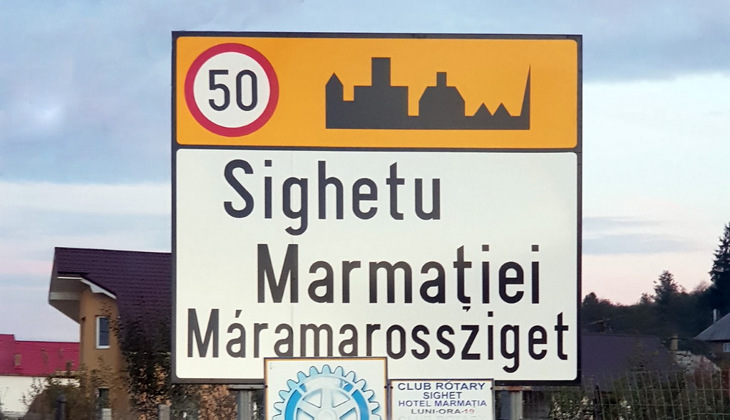 50
Sighetu
Marmației
Máramarossziget
CLUB ROTARY
SIGHET
HOTEL MARMAȚIA
LUNI-ORA-19